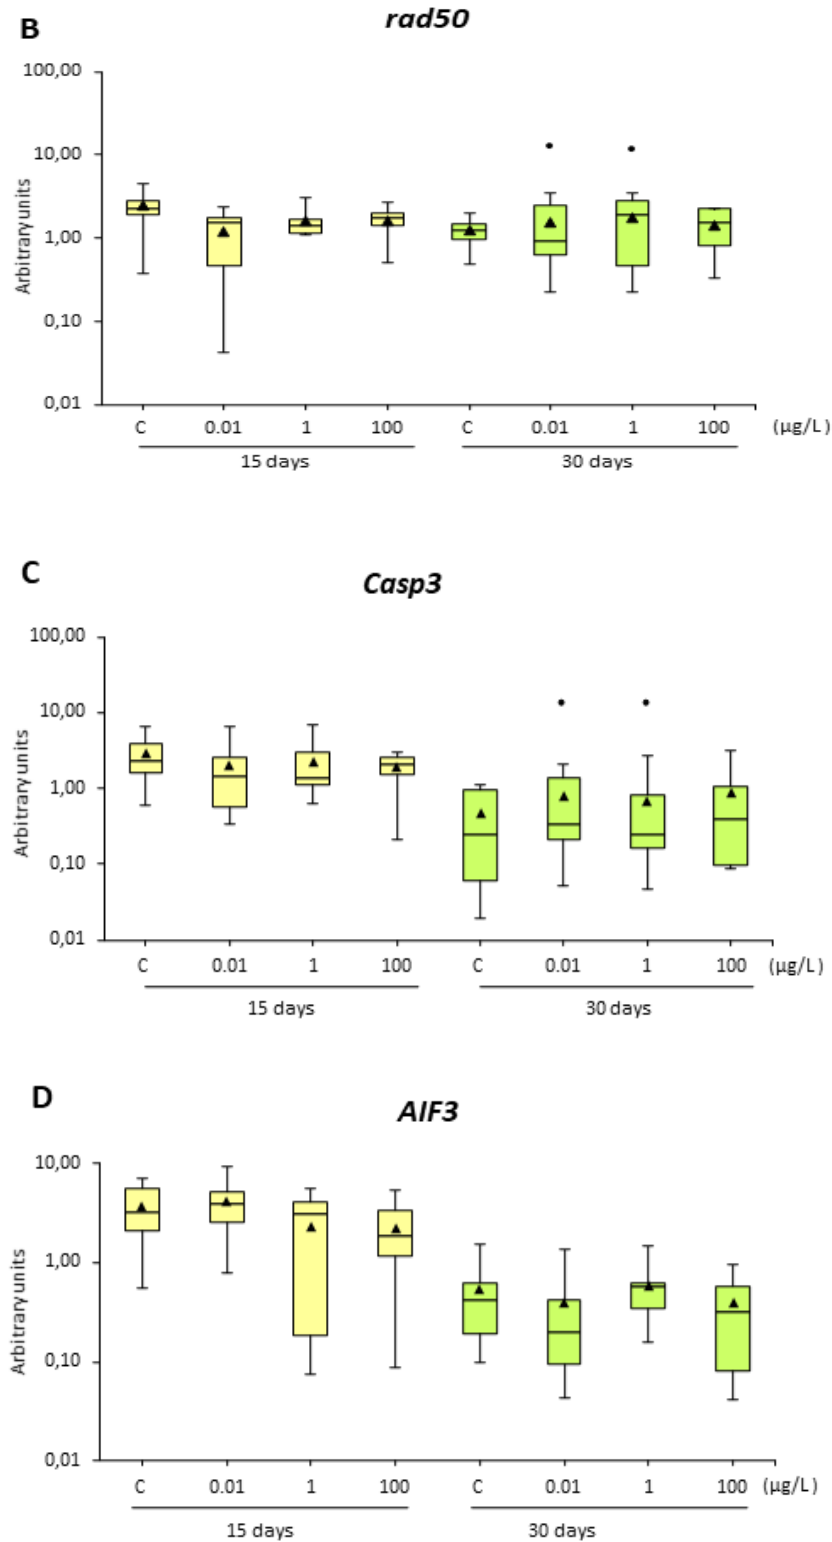 B
rad50
100,00
10,00
1,00
0,10
0,01
Arbitrary units
C 0.01 1 100 C 0.01 1 100 (µg/L)
15 days 30 days
C
Casp3
100,00
10,00
1,00
0,10
0,01
Arbitrary units
C 0.01 1 100 C 0.01 1 100 (µg/L)
15 days 30 days
D
AIF3
10,00
1,00
0,10
0,01
Arbitrary units
C 0.01 1 100 C 0.01 1 100 (µg/L)
15 days 30 days